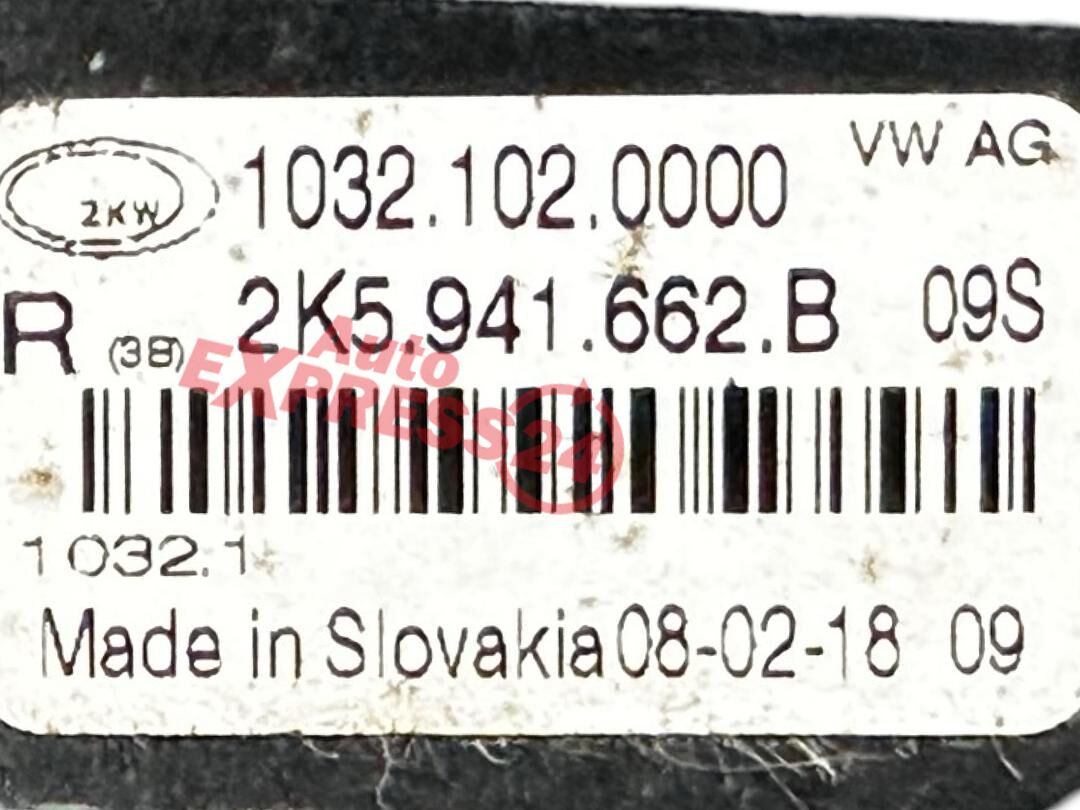 VW AG
2KW 1032.102.0000
R (38) 2K5.941.662.B 09S
Auto
EXPRESS24
1032.1
Made in Slovakia 08-02-18 09